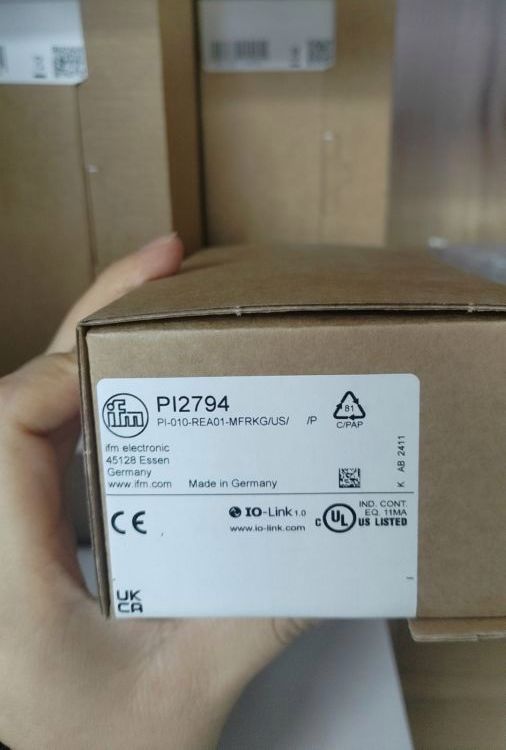 ifm
PI2794
PI-010-REA01-MFRKG/US/ /P
81
C/PAP
ifm electronic
45128 Essen
Germany
www.ifm.com Made in Germany
K AB 2411
CE
IO-Link 1.0
www.io-link.com
C UL US LISTED
IND. CONT.
EQ. 11MA
UK
CA